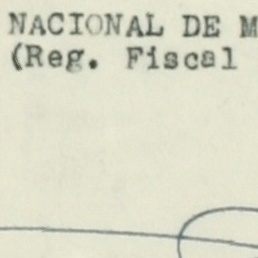 NACIONAL DE M
(Reg. Fiscal